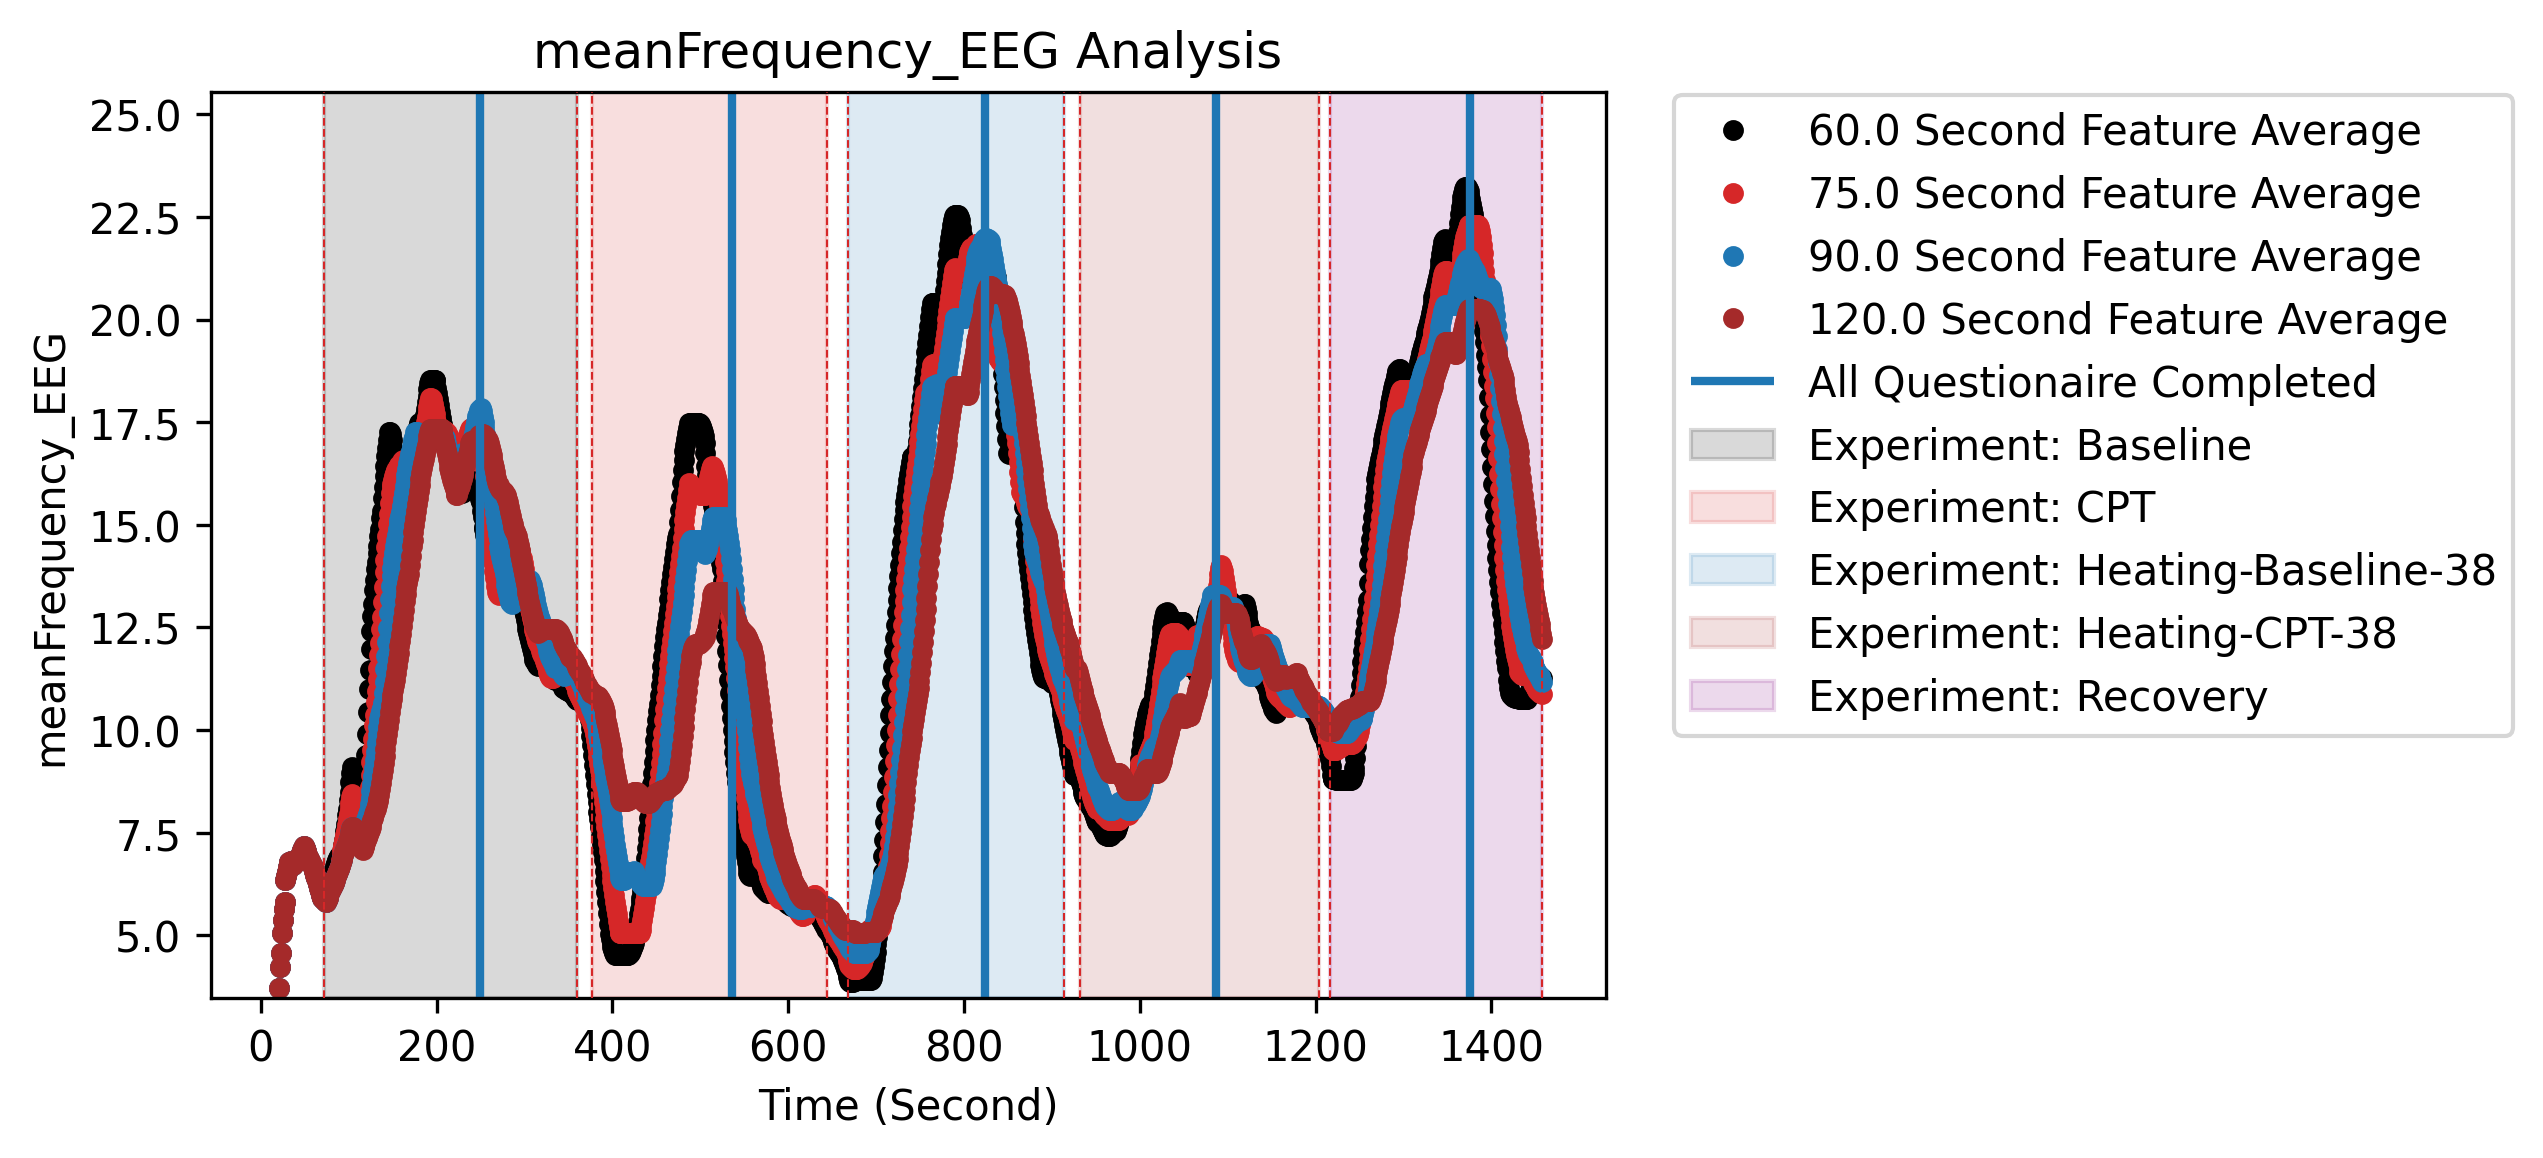 meanFrequency_EEG Analysis
25.0
22.5
20.0
17.5
15.0
12.5
10.0
7.5
5.0
meanFrequency_EEG
0 200 400 600 800 1000 1200 1400
Time (Second)
60.0 Second Feature Average
75.0 Second Feature Average
90.0 Second Feature Average
120.0 Second Feature Average
All Questionaire Completed
Experiment: Baseline
Experiment: CPT
Experiment: Heating-Baseline-38
Experiment: Heating-CPT-38
Experiment: Recovery